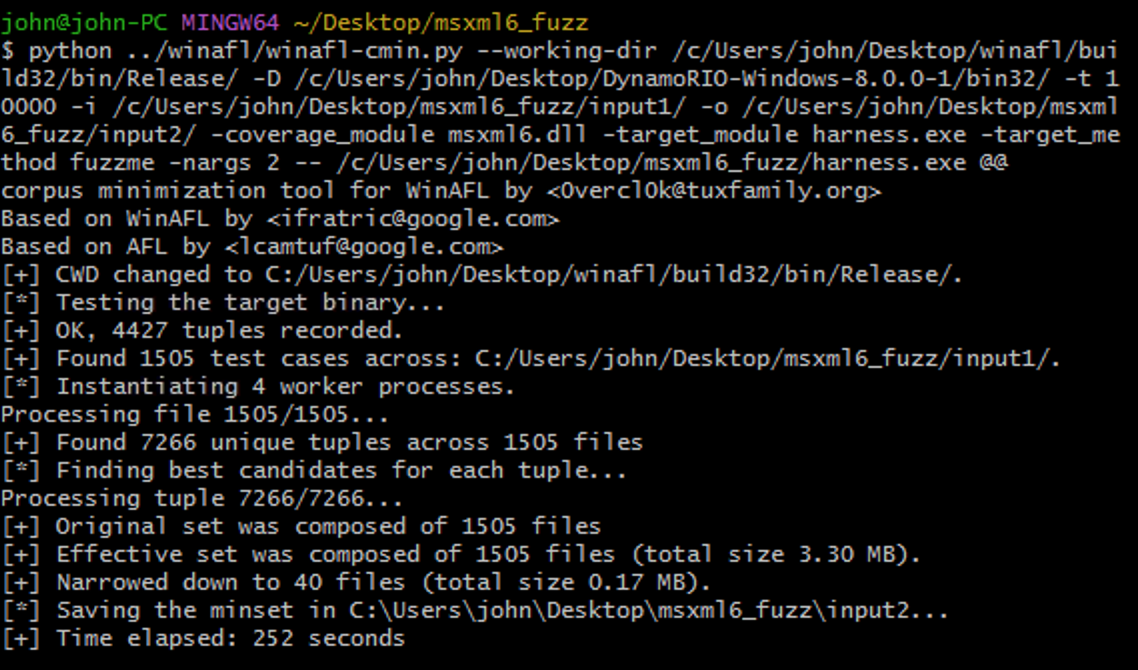 john@john-PC MINGW64 ~/Desktop/msxml6_fuzz
$ python ../winafl/winafl-cmin.py --working-dir /c/Users/john/Desktop/winafl/bui
ld32/bin/Release/ -D /c/Users/john/Desktop/DynamoRIO-Windows-8.0.0-1/bin32/ -t 1
0000 -i /c/Users/john/Desktop/msxml6_fuzz/input1/ -o /c/Users/john/Desktop/msxml
6_fuzz/input2/ -coverage_module msxml6.dll -target_module harness.exe -target_me
thod fuzzme -nargs 2 -- /c/Users/john/Desktop/msxml6_fuzz/harness.exe @@
corpus minimization tool for WinAFL by <0vercl0k@tuxfamily.org>
Based on WinAFL by <ifratric@google.com>
Based on AFL by <lcamtuf@google.com>
[+] CWD changed to C:/Users/john/Desktop/winafl/build32/bin/Release/.
[*] Testing the target binary...
[+] OK, 4427 tuples recorded.
[+] Found 1505 test cases across: C:/Users/john/Desktop/msxml6_fuzz/input1/.
[*] Instantiating 4 worker processes.
Processing file 1505/1505...
[+] Found 7266 unique tuples across 1505 files
[*] Finding best candidates for each tuple...
Processing tuple 7266/7266...
[+] Original set was composed of 1505 files
[+] Effective set was composed of 1505 files (total size 3.30 MB).
[+] Narrowed down to 40 files (total size 0.17 MB).
[*] Saving the minset in C:\Users\john\Desktop\msxml6_fuzz\input2...
[+] Time elapsed: 252 seconds